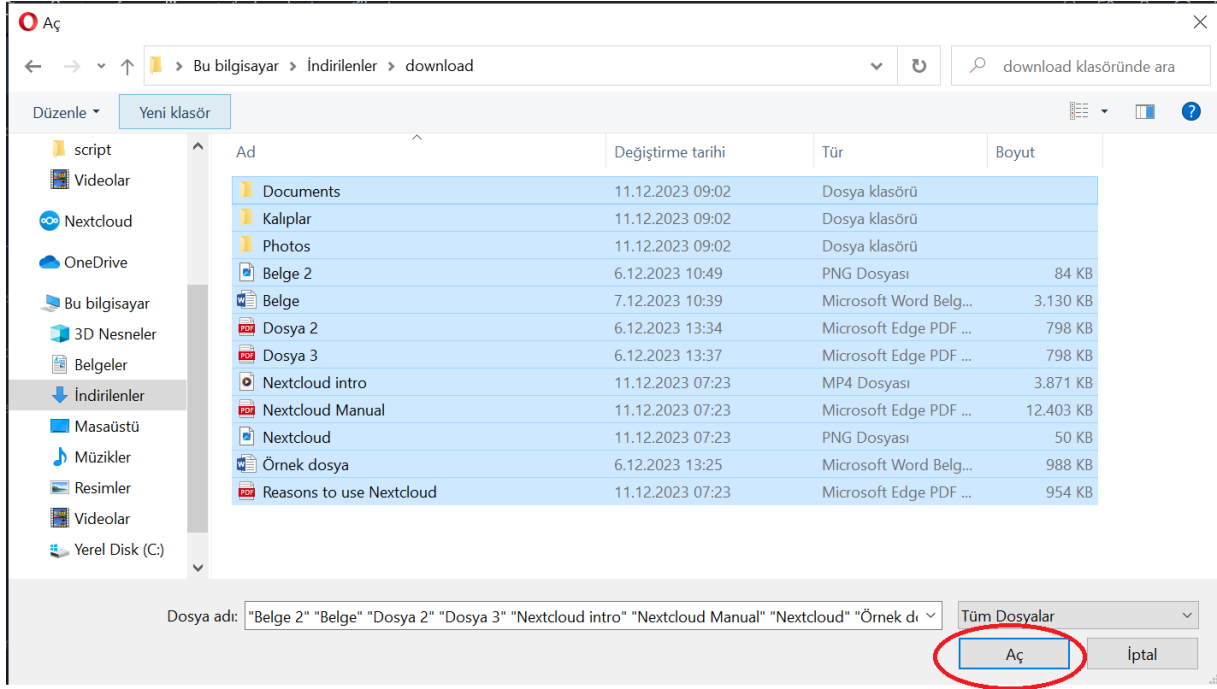 Aç
Bu bilgisayar > İndirilenler > download
download klasöründe ara
Düzenle
Yeni klasör
script
Videolar
Nextcloud
OneDrive
Bu bilgisayar
3D Nesneler
Belgeler
İndirilenler
Masaüstü
Müzikler
Resimler
Videolar
Yerel Disk (C:)
Ad Değiştirme tarihi Tür Boyut
Documents 11.12.2023 09:02 Dosya klasörü
Kalıplar 11.12.2023 09:02 Dosya klasörü
Photos 11.12.2023 09:02 Dosya klasörü
Belge 2 6.12.2023 10:49 PNG Dosyası 84 KB
Belge 7.12.2023 10:39 Microsoft Word Belg... 3.130 KB
Dosya 2 6.12.2023 13:34 Microsoft Edge PDF ... 798 KB
Dosya 3 6.12.2023 13:37 Microsoft Edge PDF ... 798 KB
Nextcloud intro 11.12.2023 07:23 MP4 Dosyası 3.871 KB
Nextcloud Manual 11.12.2023 07:23 Microsoft Edge PDF ... 12.403 KB
Nextcloud 11.12.2023 07:23 PNG Dosyası 50 KB
Örnek dosya 6.12.2023 13:25 Microsoft Word Belg... 988 KB
Reasons to use Nextcloud 11.12.2023 07:23 Microsoft Edge PDF ... 954 KB
Dosya adı: "Belge 2" "Belge" "Dosya 2" "Dosya 3" "Nextcloud intro" "Nextcloud Manual" "Nextcloud" "Örnek
Tüm Dosyalar
Aç
İptal